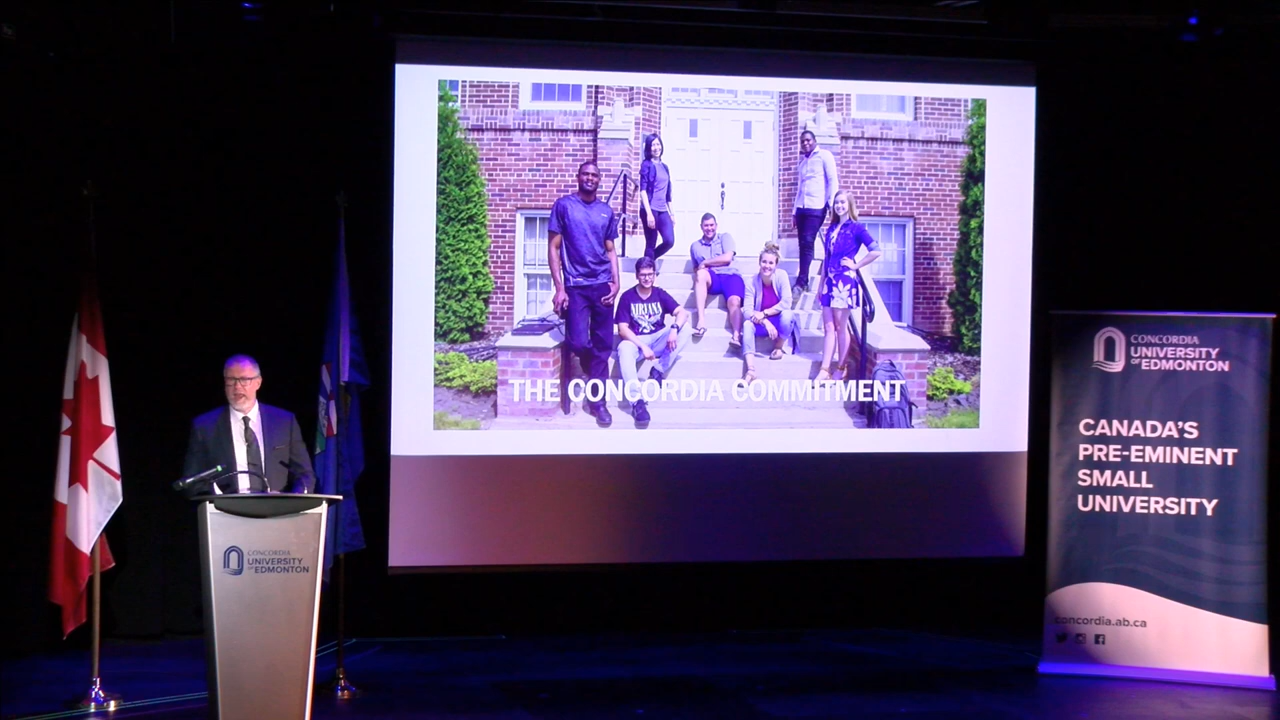 NIRVANA
THE CONCORDIA COMMITMENT
CONCORDIA
UNIVERSITY
OF EDMONTON
CONCORDIA
UNIVERSITY
OF EDMONTON
CANADA'S
PRE-EMINENT
SMALL
UNIVERSITY
concordia.ab.ca